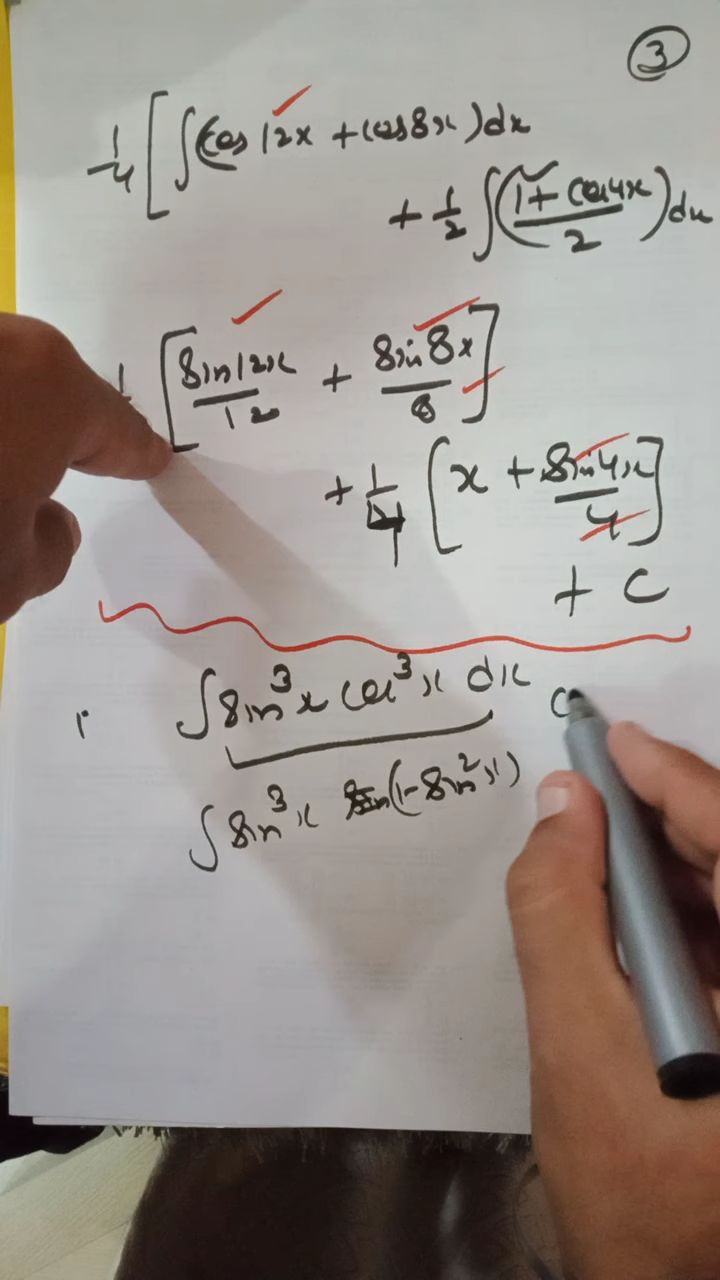 3
1/4 [ ∫(cos 12x + cos 8x) dx
+ 1/2 ∫( (1 + cos 4x)/2 ) dx
[ sin 12x/12 + sin 8x/8 ]
+ 1/4 [ x + sin 4x/4 ]
+ C
∫ sin³x cos³x dx
∫ sin³x (1 - sin²x)